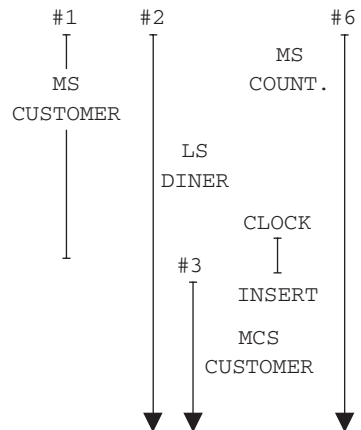 #1
#2
#6
MS
CUSTOMER
MS
COUNT.
LS
DINER
CLOCK
#3
INSERT
MCS
CUSTOMER